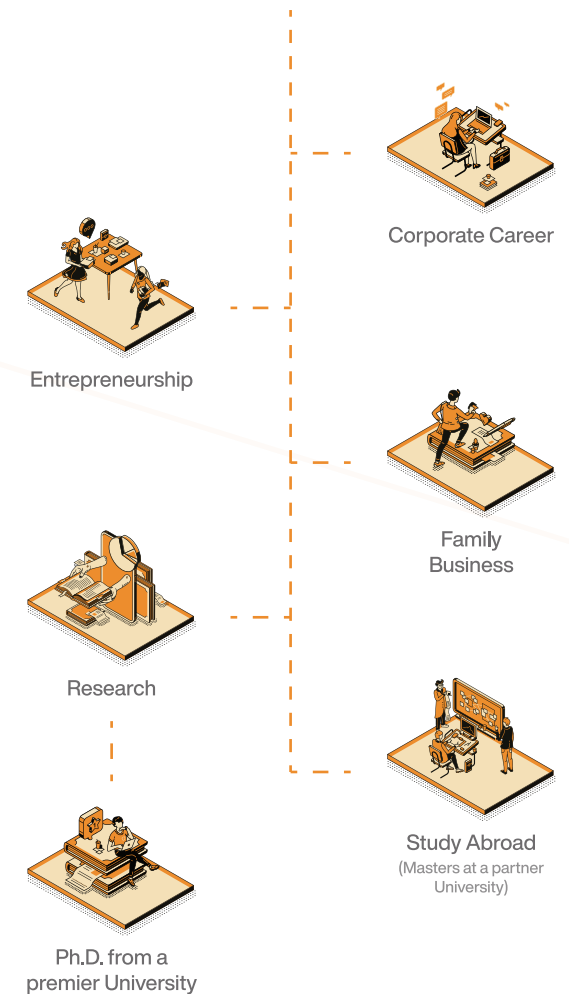 Corporate Career
Entrepreneurship
Family
Business
Research
Study Abroad
(Masters at a partner
University)
Ph.D. from a
premier University